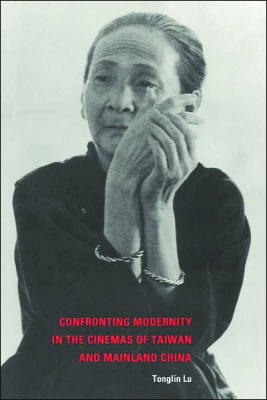 CONFRONTING MODERNITY
IN THE CINEMAS OF TAIWAN
AND MAINLAND CHINA
Tonglin Lu